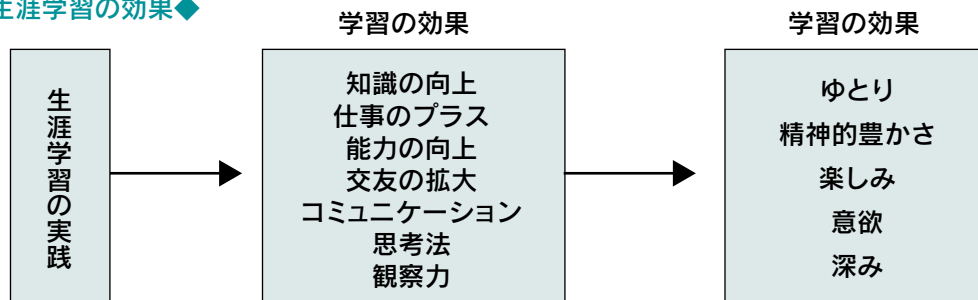 生涯学習の効果◆
学習の効果
学習の効果
生涯学習の実践
知識の向上
仕事のプラス
能力の向上
交友の拡大
コミュニケーション
思考法
観察力
ゆとり
精神的豊かさ
楽しみ
意欲
深み